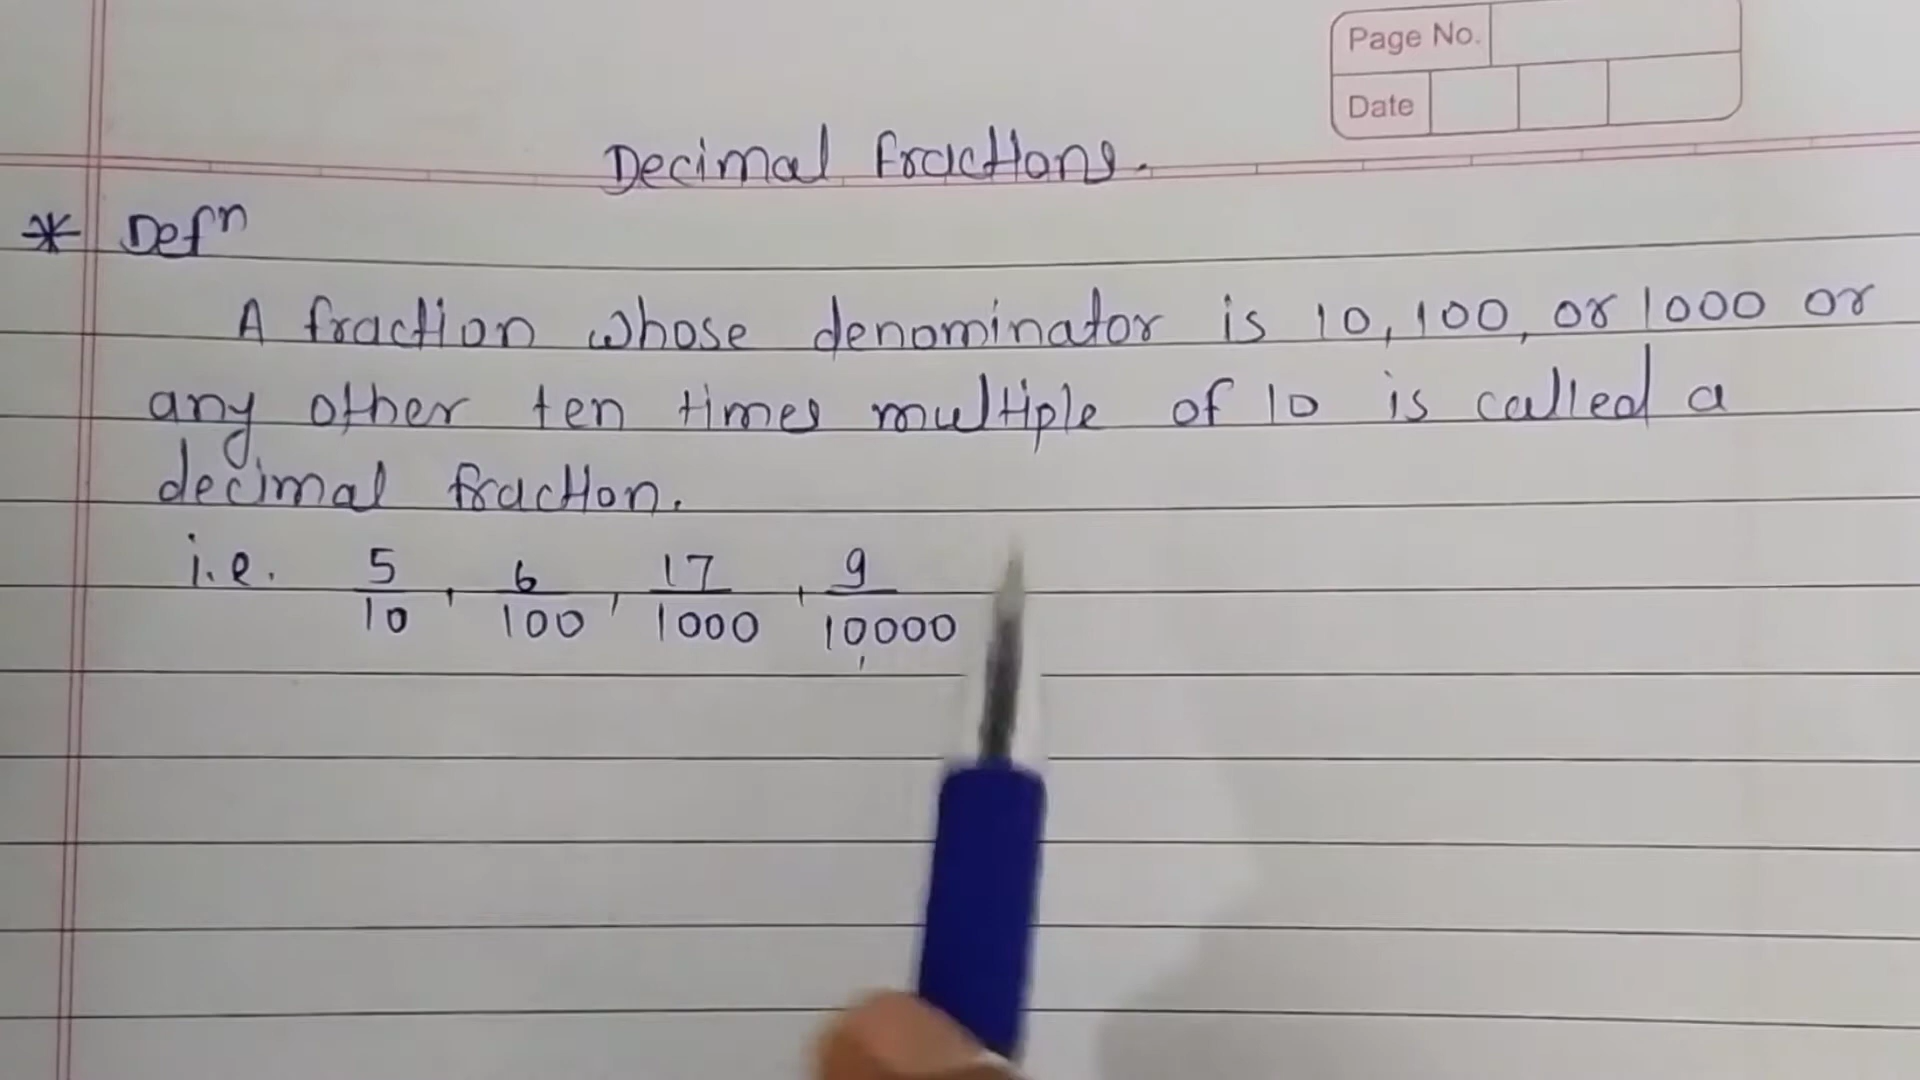 Page No.
Date
Decimal fractions.
* Defⁿ
A fraction whose denominator is 10, 100, or 1000 or
any other ten times multiple of 10 is called a
decimal fraction.
i.e. 5/10, 6/100, 17/1000, 9/10,000